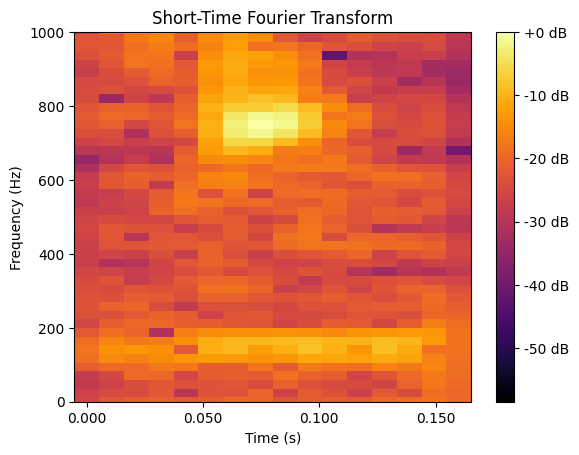 Short-Time Fourier Transform
Frequency (Hz)
1000
800
600
400
200
0
0.000 0.050 0.100 0.150
Time (s)
+0 dB
-10 dB
-20 dB
-30 dB
-40 dB
-50 dB